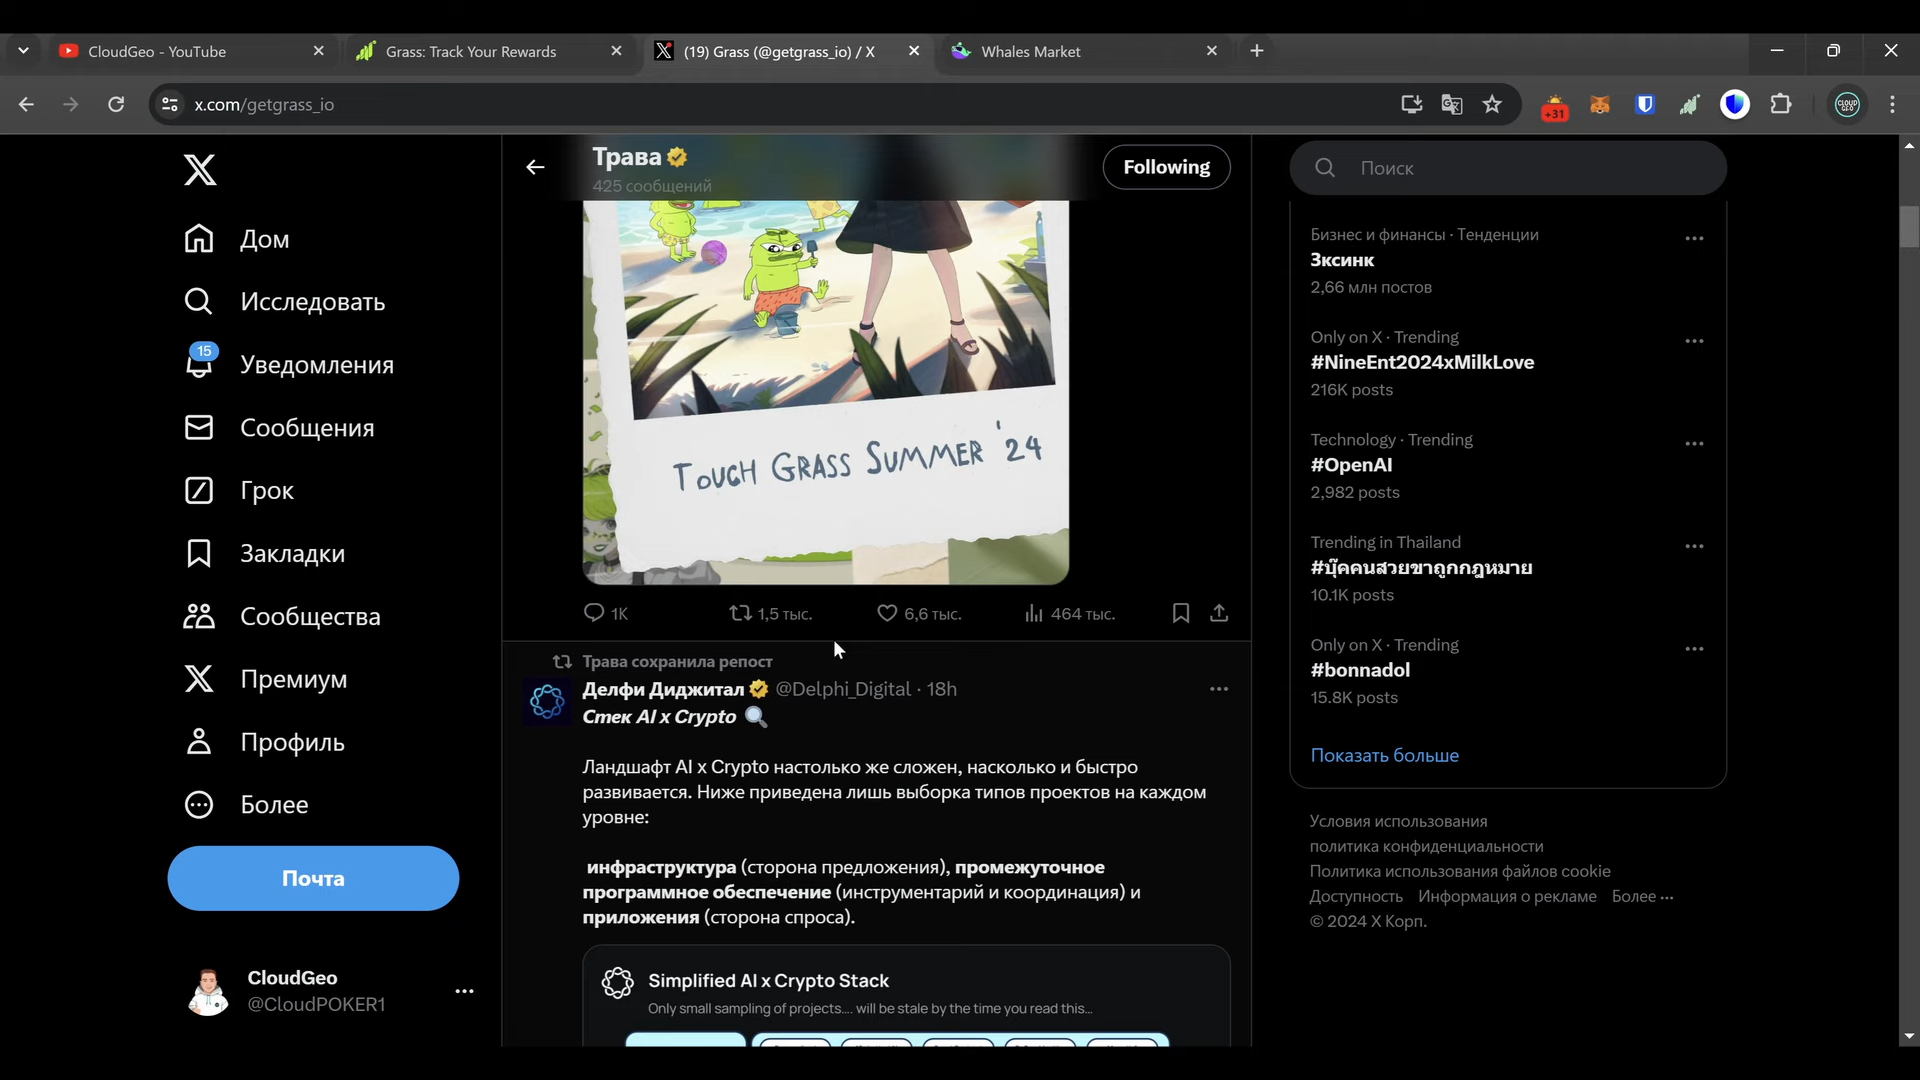 CloudGeo - YouTube
Grass: Track Your Rewards
(19) Grass (@getgrass_io) / X
Whales Market
x.com/getgrass_io
+31
CLOUD
GEO
Трава
425 сообщений
Following
Поиск
Дом
Исследовать
15
Уведомления
Сообщения
Грок
Закладки
Сообщества
Премиум
Профиль
Более
Почта
CloudGeo
@CloudPOKER1
TOUCH GRASS SUMMER '24
1K
1,5 тыс.
6,6 тыс.
464 тыс.
Трава сохранила репост
Делфи Диджитал @Delphi_Digital · 18h
Стек AI x Crypto
Ландшафт AI x Crypto настолько же сложен, насколько и быстро
развивается. Ниже приведена лишь выборка типов проектов на каждом
уровне:
инфраструктура (сторона предложения), промежуточное
программное обеспечение (инструментарий и координация) и
приложения (сторона спроса).
Simplified AI x Crypto Stack
Only small sampling of projects.... will be stale by the time you read this...
Бизнес и финансы · Тенденции
Зксинк
2,66 млн постов
Only on X · Trending
#NineEnt2024xMilkLove
216K posts
Technology · Trending
#OpenAI
2,982 posts
Trending in Thailand
#บุ๊คคนสวยขาถูกกฎหมาย
10.1K posts
Only on X · Trending
#bonnadol
15.8K posts
Показать больше
Условия использования
политика конфиденциальности
Политика использования файлов cookie
Доступность Информация о рекламе Более ···
© 2024 X Корп.